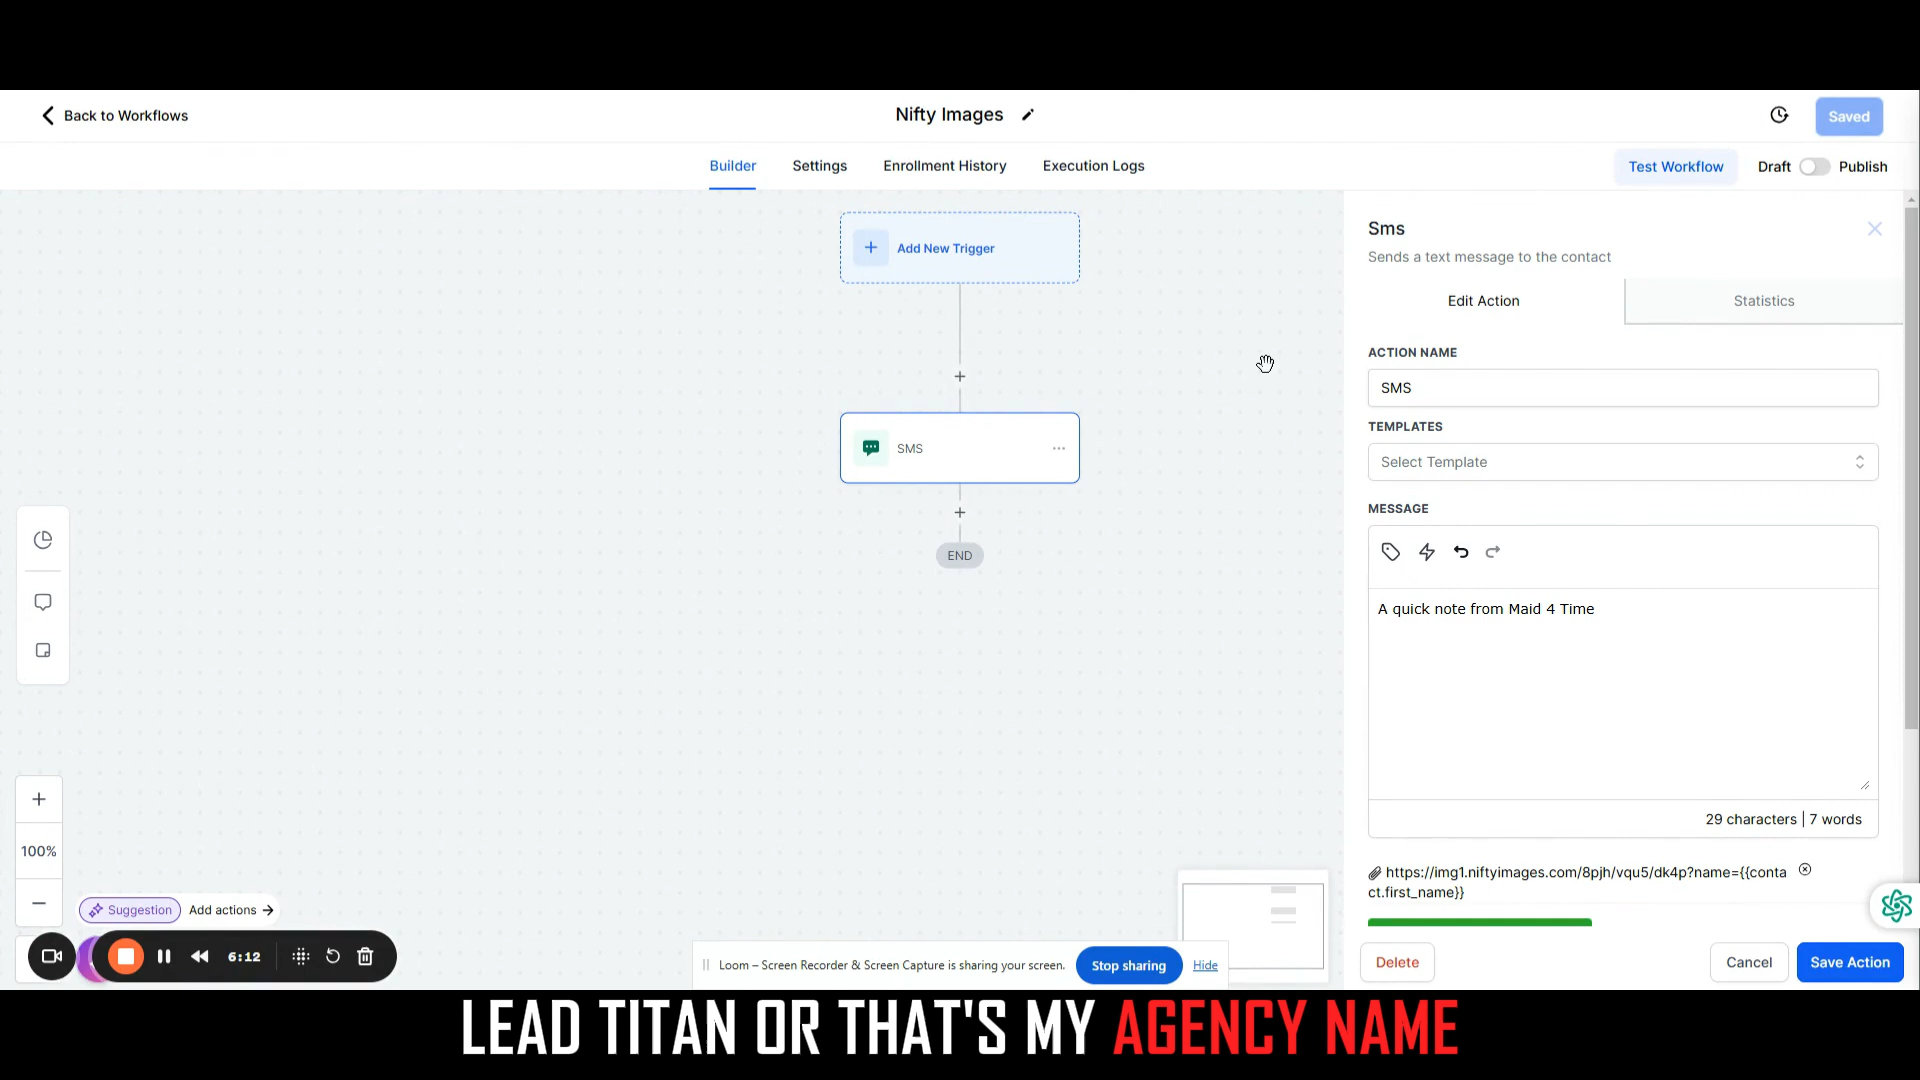 Back to Workflows
Nifty Images
Saved
Builder
Settings
Enrollment History
Execution Logs
Test Workflow
Draft
Publish
Add New Trigger
SMS
END
Sms
Sends a text message to the contact
Edit Action
Statistics
ACTION NAME
SMS
TEMPLATES
Select Template
MESSAGE
A quick note from Maid 4 Time
29 characters | 7 words
https://img1.niftyimages.com/8pjh/vqu5/dk4p?name={{conta
ct.first_name}}
Delete
Cancel
Save Action
100%
Suggestion
Add actions
6:12
Loom – Screen Recorder & Screen Capture is sharing your screen.
Stop sharing
Hide
LEAD TITAN OR THAT'S MY AGENCY NAME